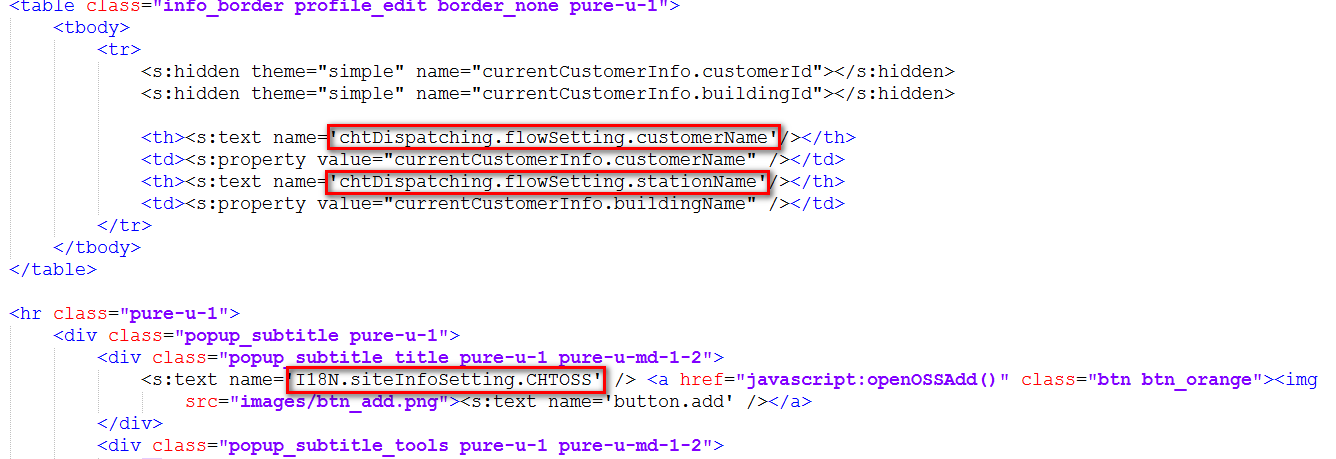 <table class="info_border profile_edit border_none pure-u-1">
<tbody>
<tr>
<s:hidden theme="simple" name="currentCustomerInfo.customerId"></s:hidden>
<s:hidden theme="simple" name="currentCustomerInfo.buildingId"></s:hidden>
<th><s:text name='chtDispatching.flowSetting.customerName'/></th>
<td><s:property value="currentCustomerInfo.customerName" /></td>
<th><s:text name='chtDispatching.flowSetting.stationName'/></th>
<td><s:property value="currentCustomerInfo.buildingName" /></td>
</tr>
</tbody>
</table>
<hr class="pure-u-1">
<div class="popup_subtitle pure-u-1">
<div class="popup_subtitle_title pure-u-1 pure-u-md-1-2">
<s:text name='I18N.siteInfoSetting.CHTOSS' /> <a href="javascript:openOSSAdd()" class="btn btn_orange"><img
src="images/btn_add.png"><s:text name='button.add' /></a>
</div>
<div class="popup_subtitle_tools pure-u-1 pure-u-md-1-2">